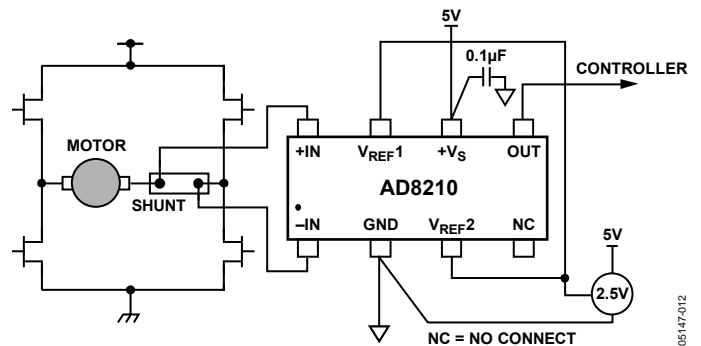 5V
0.1µF
CONTROLLER
MOTOR
SHUNT
+IN
VREF1
+VS
OUT
AD8210
–IN
GND
VREF2
NC
5V
2.5V
NC = NO CONNECT
05147-012